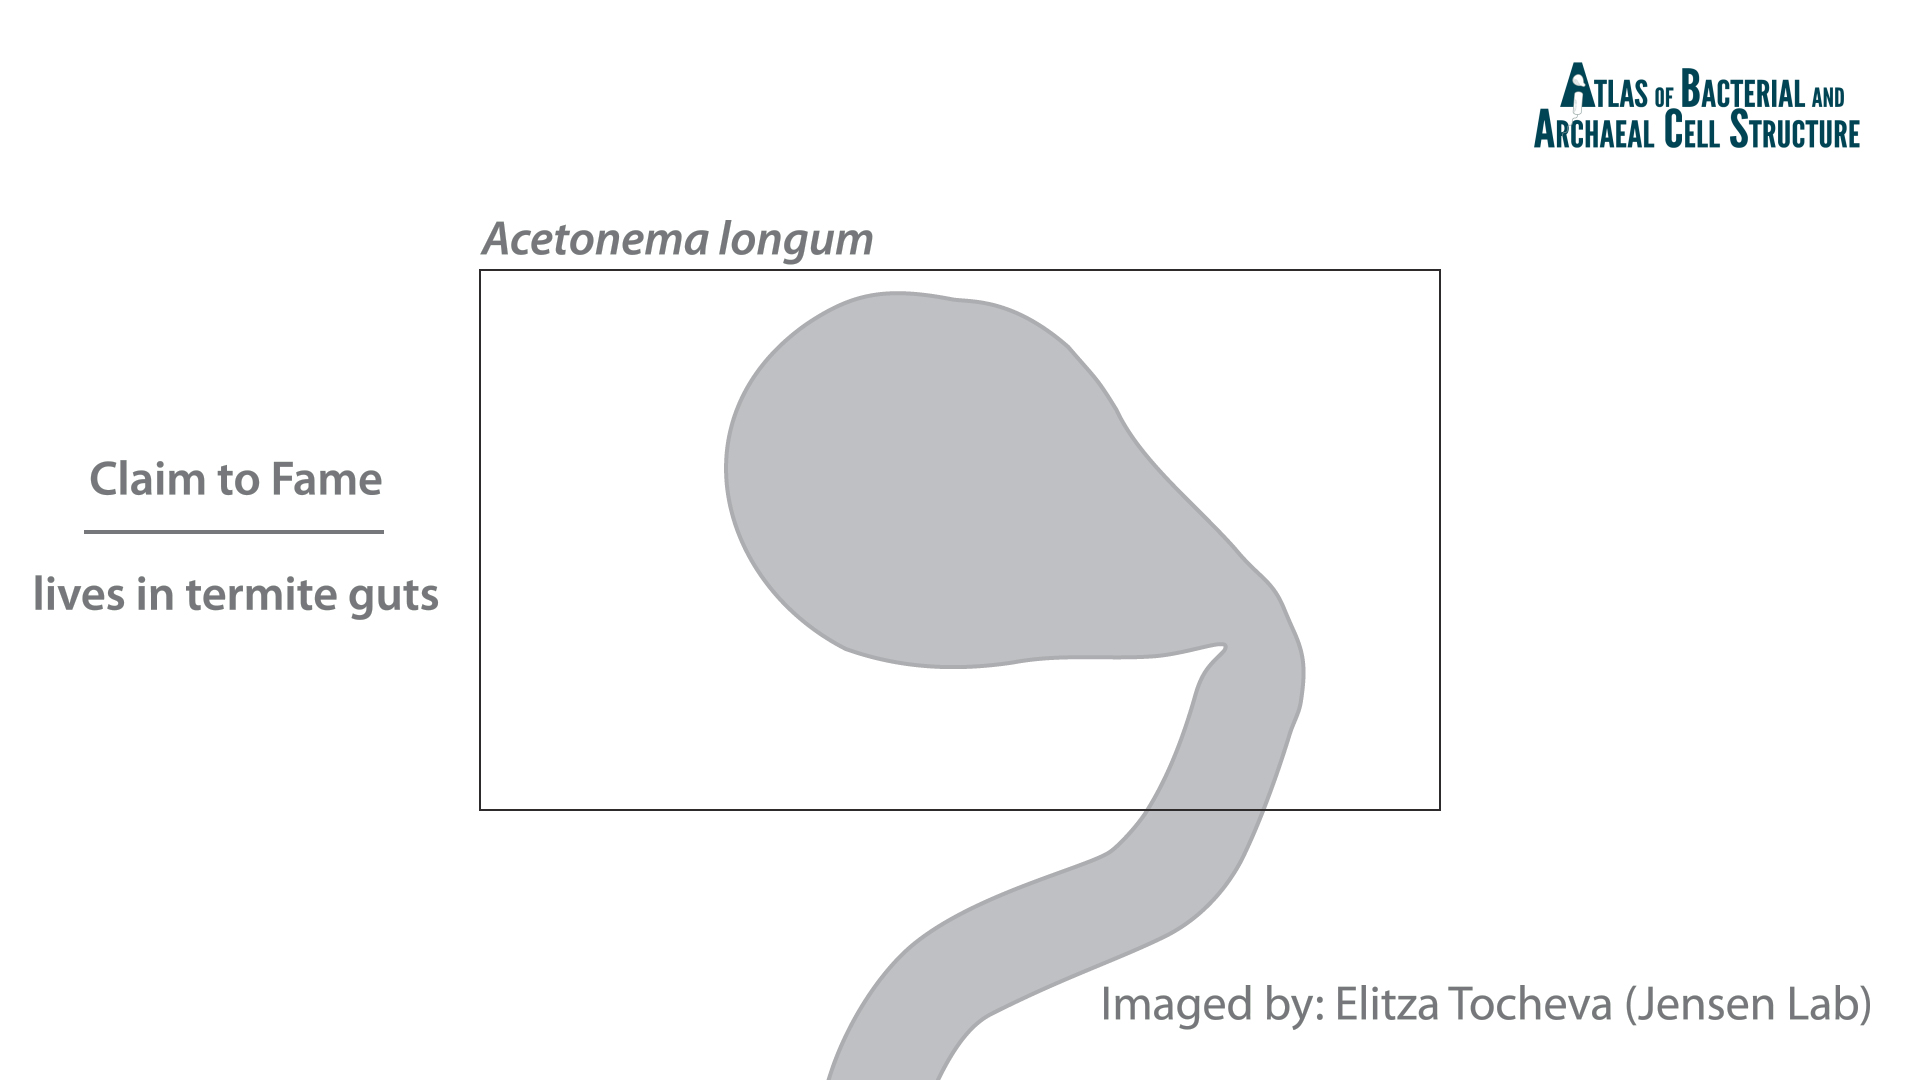 ATLAS OF BACTERIAL AND
ARCHAEAL CELL STRUCTURE
Acetonema longum
Claim to Fame
lives in termite guts
Imaged by: Elitza Tocheva (Jensen Lab)